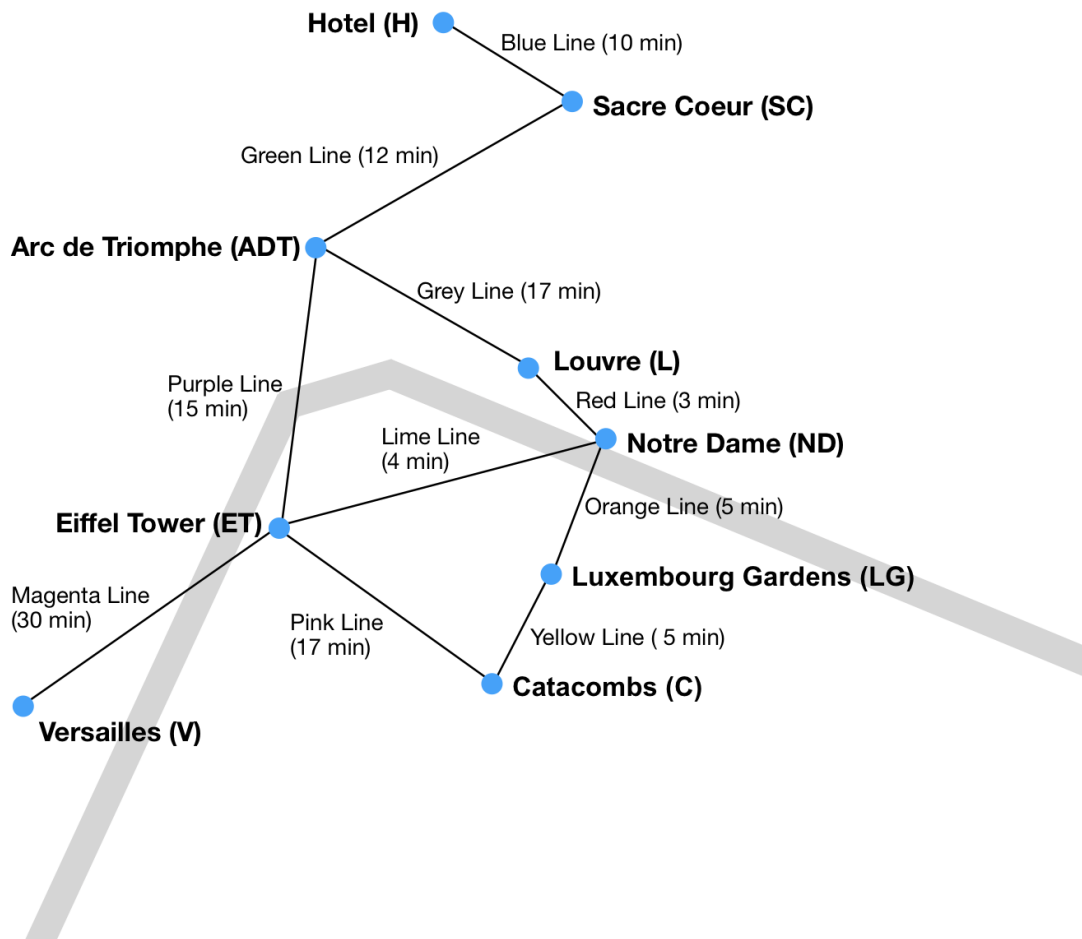 Hotel (H)
Blue Line (10 min)
Sacre Coeur (SC)
Green Line (12 min)
Arc de Triomphe (ADT)
Grey Line (17 min)
Louvre (L)
Purple Line
(15 min)
Red Line (3 min)
Lime Line
(4 min)
Notre Dame (ND)
Orange Line (5 min)
Eiffel Tower (ET)
Luxembourg Gardens (LG)
Magenta Line
(30 min)
Pink Line
(17 min)
Yellow Line ( 5 min)
Catacombs (C)
Versailles (V)